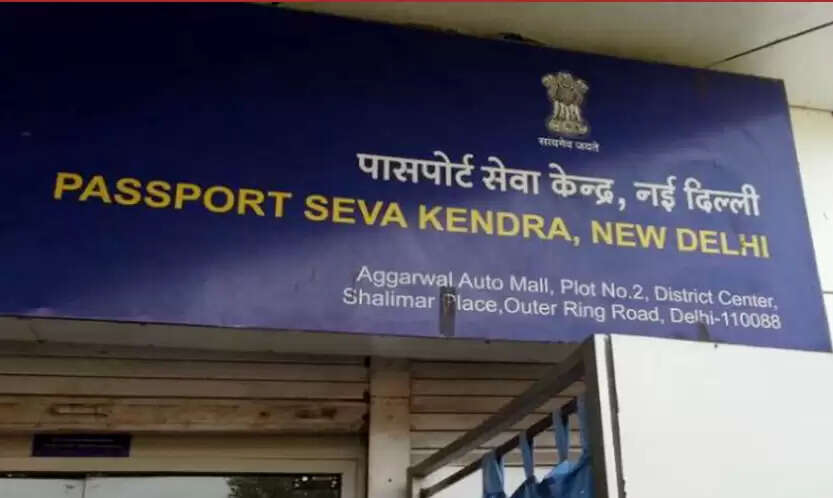 सत्यमेव जयते
पासपोर्ट सेवा केन्द्र, नई दिल्ली
PASSPORT SEVA KENDRA, NEW DELHI
Aggarwal Auto Mall, Plot No.2, District Center,
Shalimar Place,Outer Ring Road, Delhi-110088